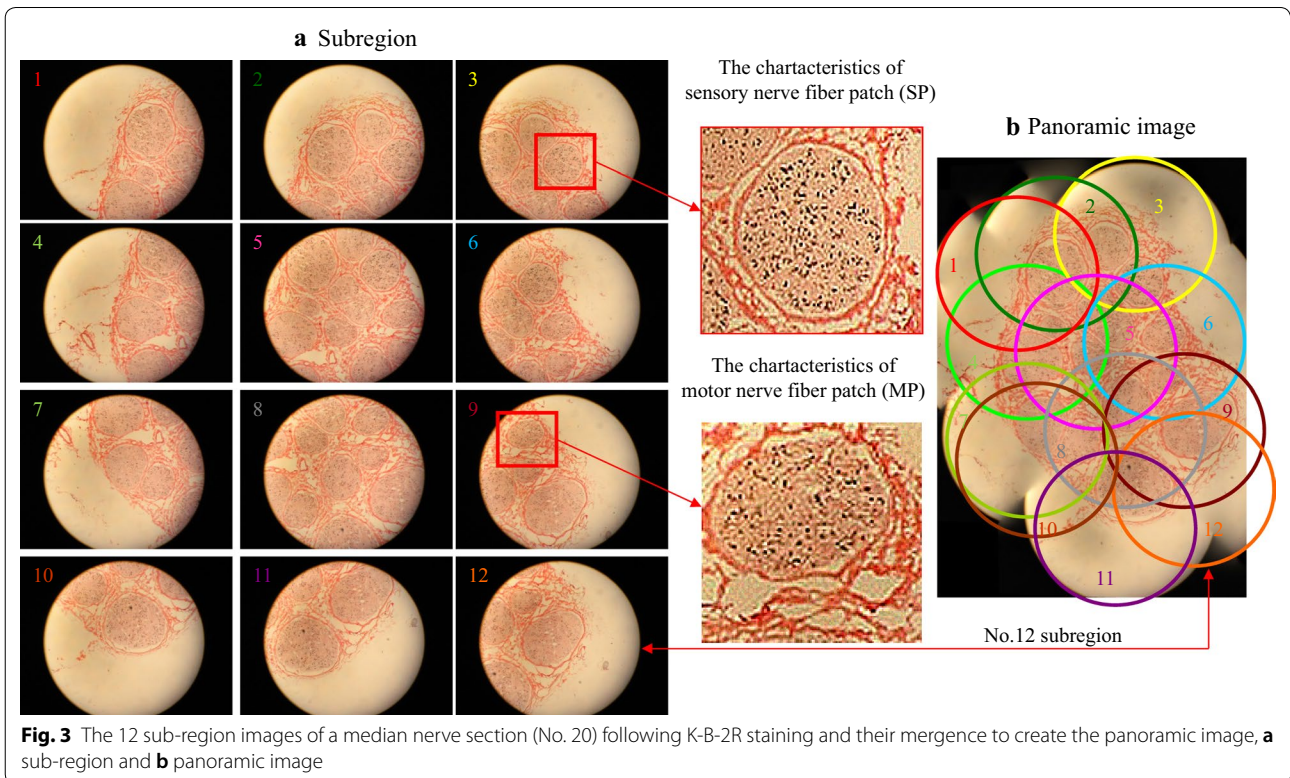 a Subregion
1
2
3
4
5
6
7
8
9
10
11
12
The chartacteristics of
sensory nerve fiber patch (SP)
The chartacteristics of
motor nerve fiber patch (MP)
b Panoramic image
1
2
3
5
6
8
9
10
11
12
No.12 subregion
Fig. 3 The 12 sub-region images of a median nerve section (No. 20) following K-B-2R staining and their mergence to create the panoramic image, a
sub-region and b panoramic image